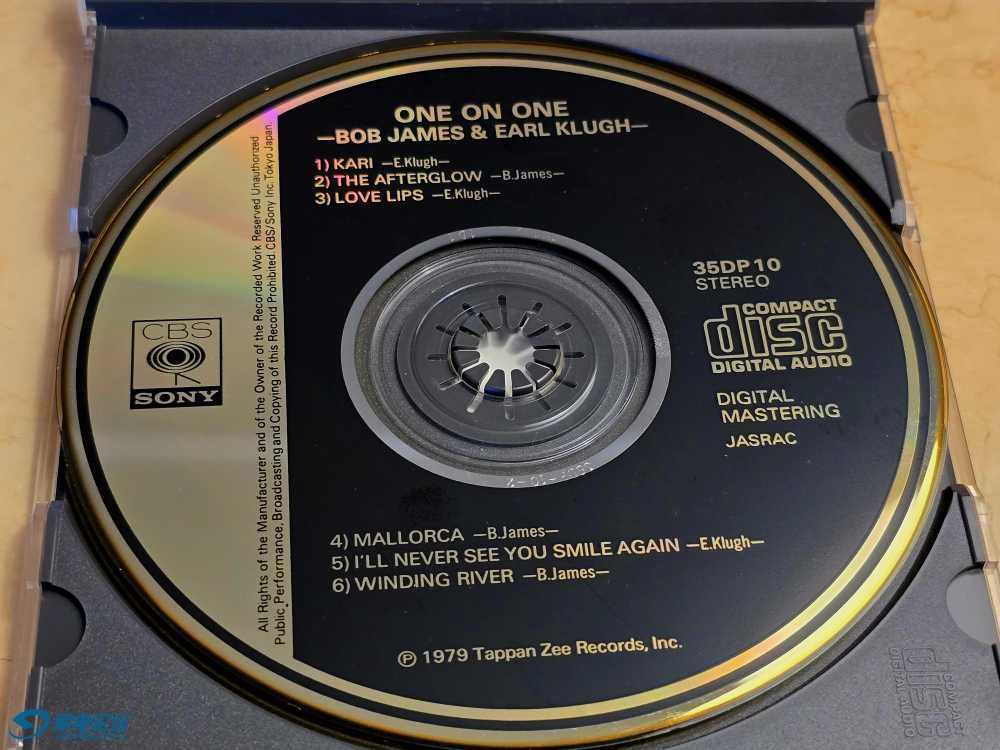 ONE ON ONE
—BOB JAMES & EARL KLUGH—
1) KARI —E.Klugh—
2) THE AFTERGLOW —B.James—
3) LOVE LIPS —E.Klugh—
All Rights of the Manufacturer and of the Owner of the Recorded Work Reserved Unauthorized
Public Performance, Broadcasting and Copying of this Record Prohibited CBS/Sony Inc. Tokyo Japan.
CBS
SONY
35DP10
STEREO
COMPACT
disc
DIGITAL AUDIO
DIGITAL
MASTERING
JASRAC
4) MALLORCA —B.James—
5) I'LL NEVER SEE YOU SMILE AGAIN —E.Klugh—
6) WINDING RIVER —B.James—
Ⓟ 1979 Tappan Zee Records, Inc.
COMPACT
disc
DIGITAL AUDIO